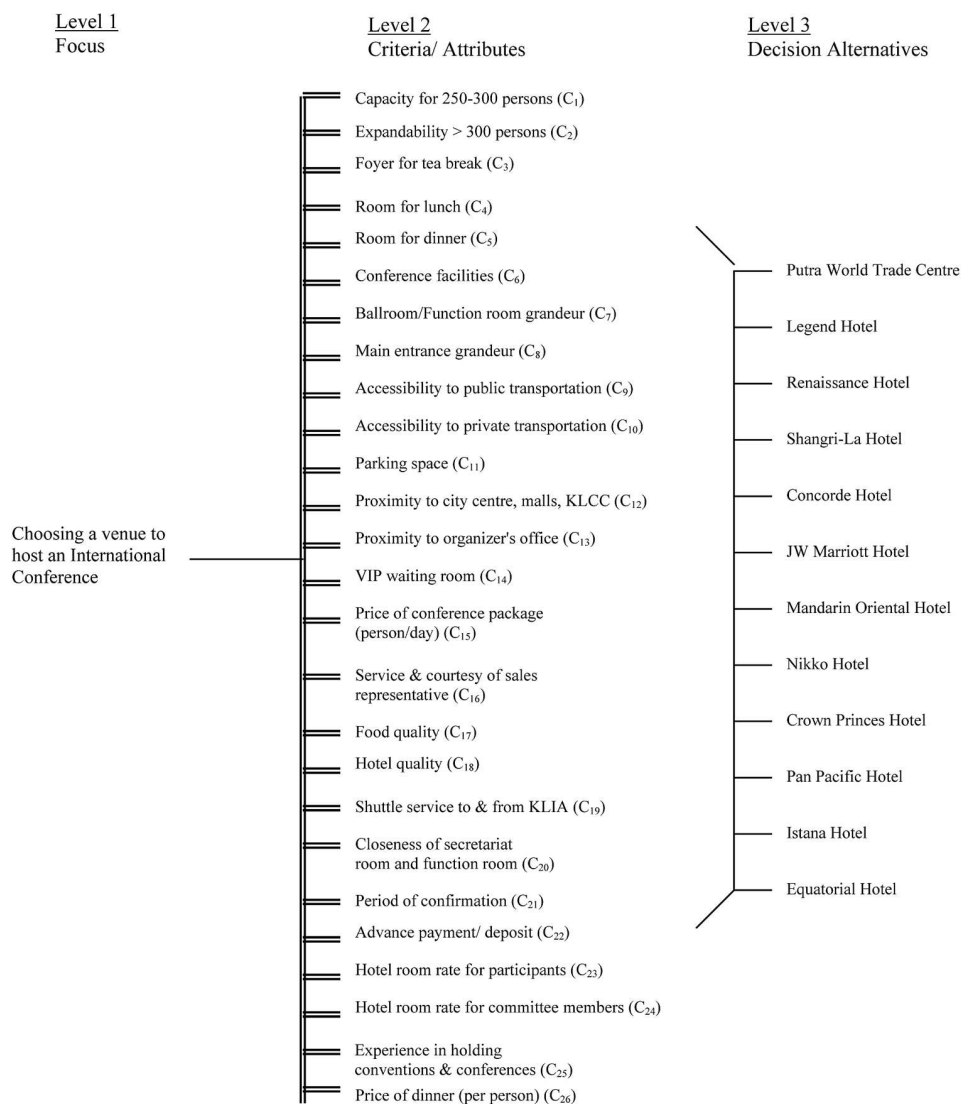 Level 1
Focus
Level 2
Criteria/ Attributes
Level 3
Decision Alternatives
Choosing a venue to
host an International
Conference
Capacity for 250-300 persons (C₁)
Expandability > 300 persons (C₂)
Foyer for tea break (C₃)
Room for lunch (C₄)
Room for dinner (C₅)
Conference facilities (C₆)
Ballroom/Function room grandeur (C₇)
Main entrance grandeur (C₈)
Accessibility to public transportation (C₉)
Accessibility to private transportation (C₁₀)
Parking space (C₁₁)
Proximity to city centre, malls, KLCC (C₁₂)
Proximity to organizer's office (C₁₃)
VIP waiting room (C₁₄)
Price of conference package
(person/day) (C₁₅)
Service & courtesy of sales
representative (C₁₆)
Food quality (C₁₇)
Hotel quality (C₁₈)
Shuttle service to & from KLIA (C₁₉)
Closeness of secretariat
room and function room (C₂₀)
Period of confirmation (C₂₁)
Advance payment/ deposit (C₂₂)
Hotel room rate for participants (C₂₃)
Hotel room rate for committee members (C₂₄)
Experience in holding
conventions & conferences (C₂₅)
Price of dinner (per person) (C₂₆)
Putra World Trade Centre
Legend Hotel
Renaissance Hotel
Shangri-La Hotel
Concorde Hotel
JW Marriott Hotel
Mandarin Oriental Hotel
Nikko Hotel
Crown Princes Hotel
Pan Pacific Hotel
Istana Hotel
Equatorial Hotel